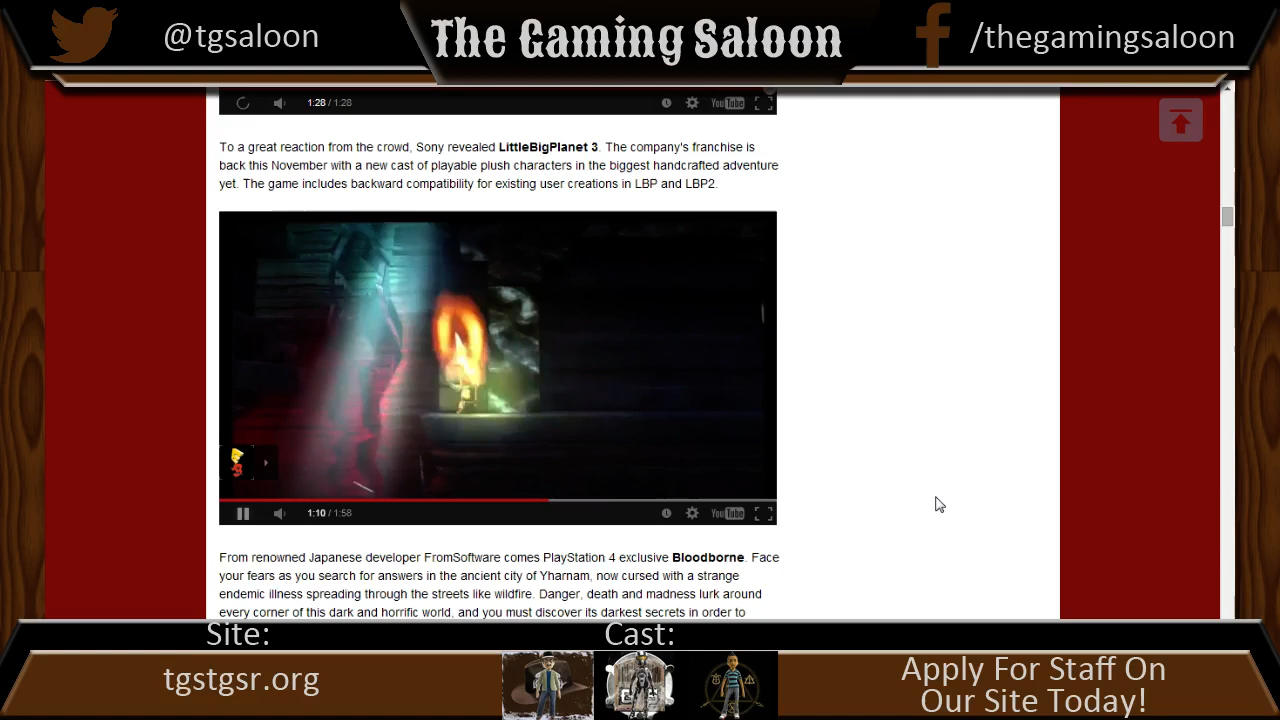 @tgsaloon
The Gaming Saloon
/thegamingsaloon
1:28 / 1:28
YouTube
To a great reaction from the crowd, Sony revealed LittleBigPlanet 3. The company's franchise is
back this November with a new cast of playable plush characters in the biggest handcrafted adventure
yet. The game includes backward compatibility for existing user creations in LBP and LBP2.
1:10 / 1:58
YouTube
From renowned Japanese developer FromSoftware comes PlayStation 4 exclusive Bloodborne. Face
your fears as you search for answers in the ancient city of Yharnam, now cursed with a strange
endemic illness spreading through the streets like wildfire. Danger, death and madness lurk around
every corner of this dark and horrific world, and you must discover its darkest secrets in order to
Site:
Cast:
tgstgsr.org
Apply For Staff On
Our Site Today!